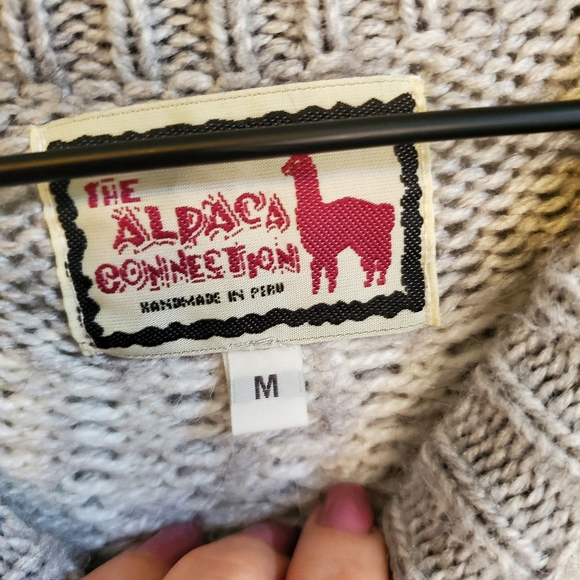 THE
ALPACA
CONNECTION
HANDMADE IN PERU
M